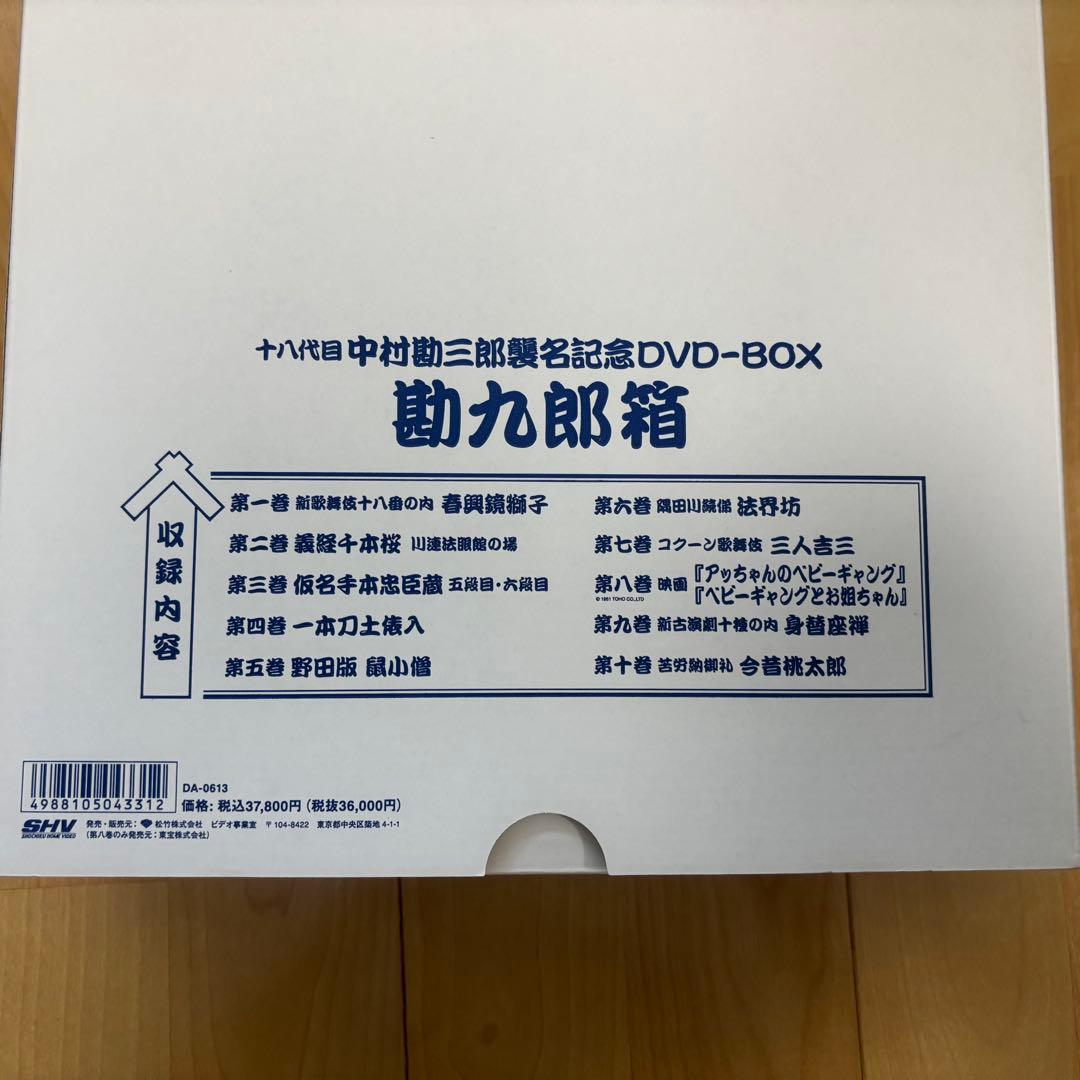 十八代目 中村勘三郎襲名記念DVD-BOX
勘九郎箱
収録内容
第一巻 新歌舞伎十八番の内 春興鏡獅子
第二巻 義経千本桜 川連法眼館の場
第三巻 仮名手本忠臣蔵 五段目・六段目
第四巻 一本刀土俵入
第五巻 野田版 鼠小僧
第六巻 隅田川続俤 法界坊
第七巻 コクーン歌舞伎 三人吉三
第八巻 映画 『アッちゃんのベビーギャング』
『ベビーギャングとお姐ちゃん』
© 1961 TOHO CO.,LTD
第九巻 新古演劇十種の内 身替座禅
第十巻 苦労納御礼 今昔桃太郎
4988105043312
DA-0613
価格: 税込37,800円 (税抜36,000円)
SHV
SHOCHIKU HOME VIDEO
発売・販売元: 松竹株式会社 ビデオ事業室 〒104-8422 東京都中央区築地 4-1-1
(第八巻のみ発売元: 東宝株式会社)